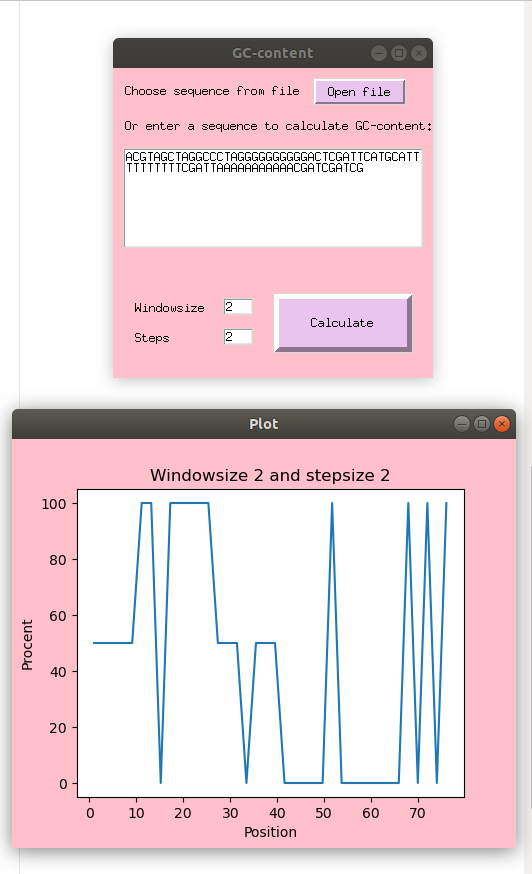 GC-content
Choose sequence from file
Open file
Or enter a sequence to calculate GC-content:
ACGTAGCTAGGCCCTAGGGGGGGGGGACTCGATTCATGCATT
TTTTTTTTCGATTAAAAAAAAAAACGATCGATCG
Windowsize 2
Steps 2
Calculate
Plot
Windowsize 2 and stepsize 2
100
80
60
40
20
0
Procent
0 10 20 30 40 50 60 70
Position